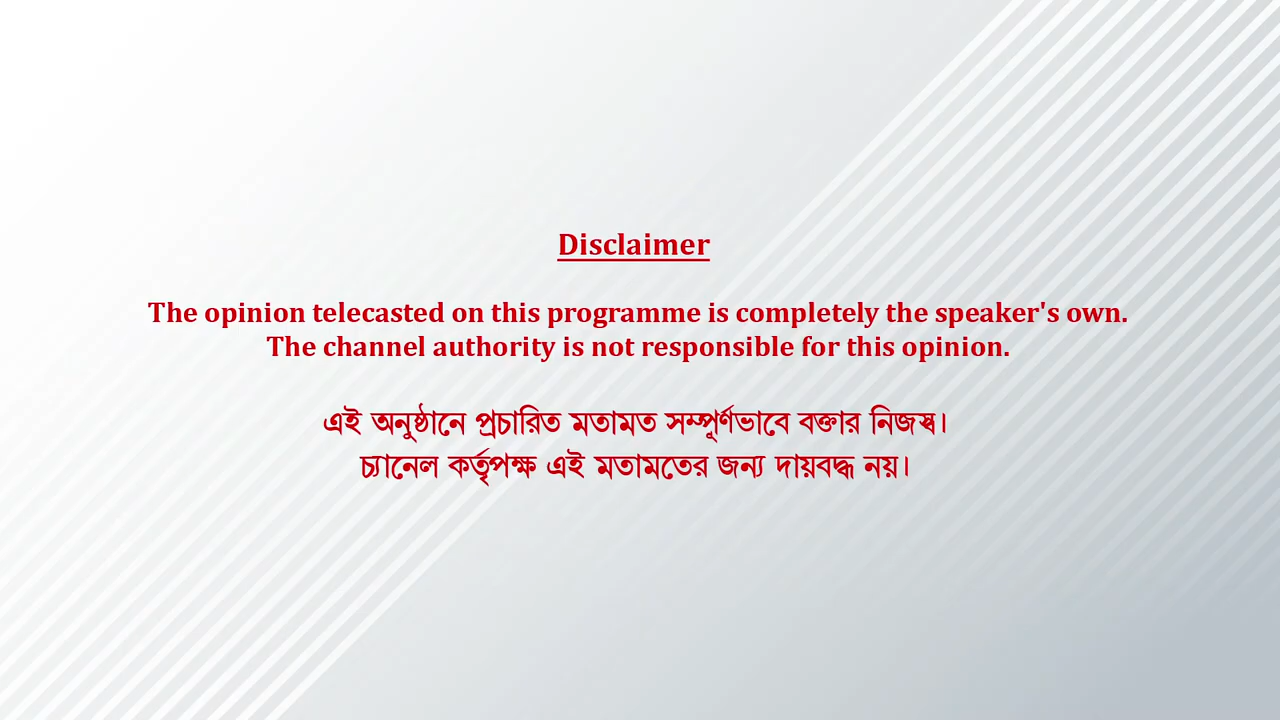 Disclaimer
The opinion telecasted on this programme is completely the speaker's own.
The channel authority is not responsible for this opinion.
এই অনুষ্ঠানে প্রচারিত মতামত সম্পূর্ণভাবে বক্তার নিজস্ব।
চ্যানেল কর্তৃপক্ষ এই মতামতের জন্য দায়বদ্ধ নয়।